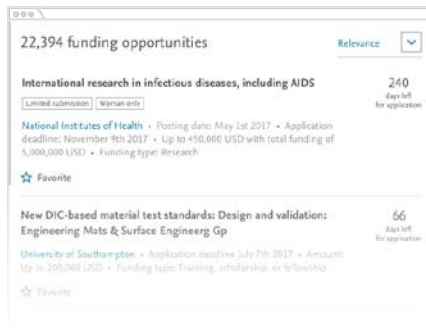 22,394 funding opportunities
Relevance
International research in infectious diseases, including AIDS
240
days left
for application
Limited submission Woman only
National Institutes of Health • Posting date: May 1st 2017 • Application
deadline: November 9th 2017 • Up to 450,000 USD with total funding of
5,000,000 USD • Funding type: Research
Favorite
New DIC-based material test standards: Design and validation:
Engineering Mats & Surface Engineerg Gp
66
days left
for application
University of Southampton • Application deadline July 7th 2017 • Amount:
Up to 200,000 USD • Funding type: Training, scholarship, or fellowship
Favorite